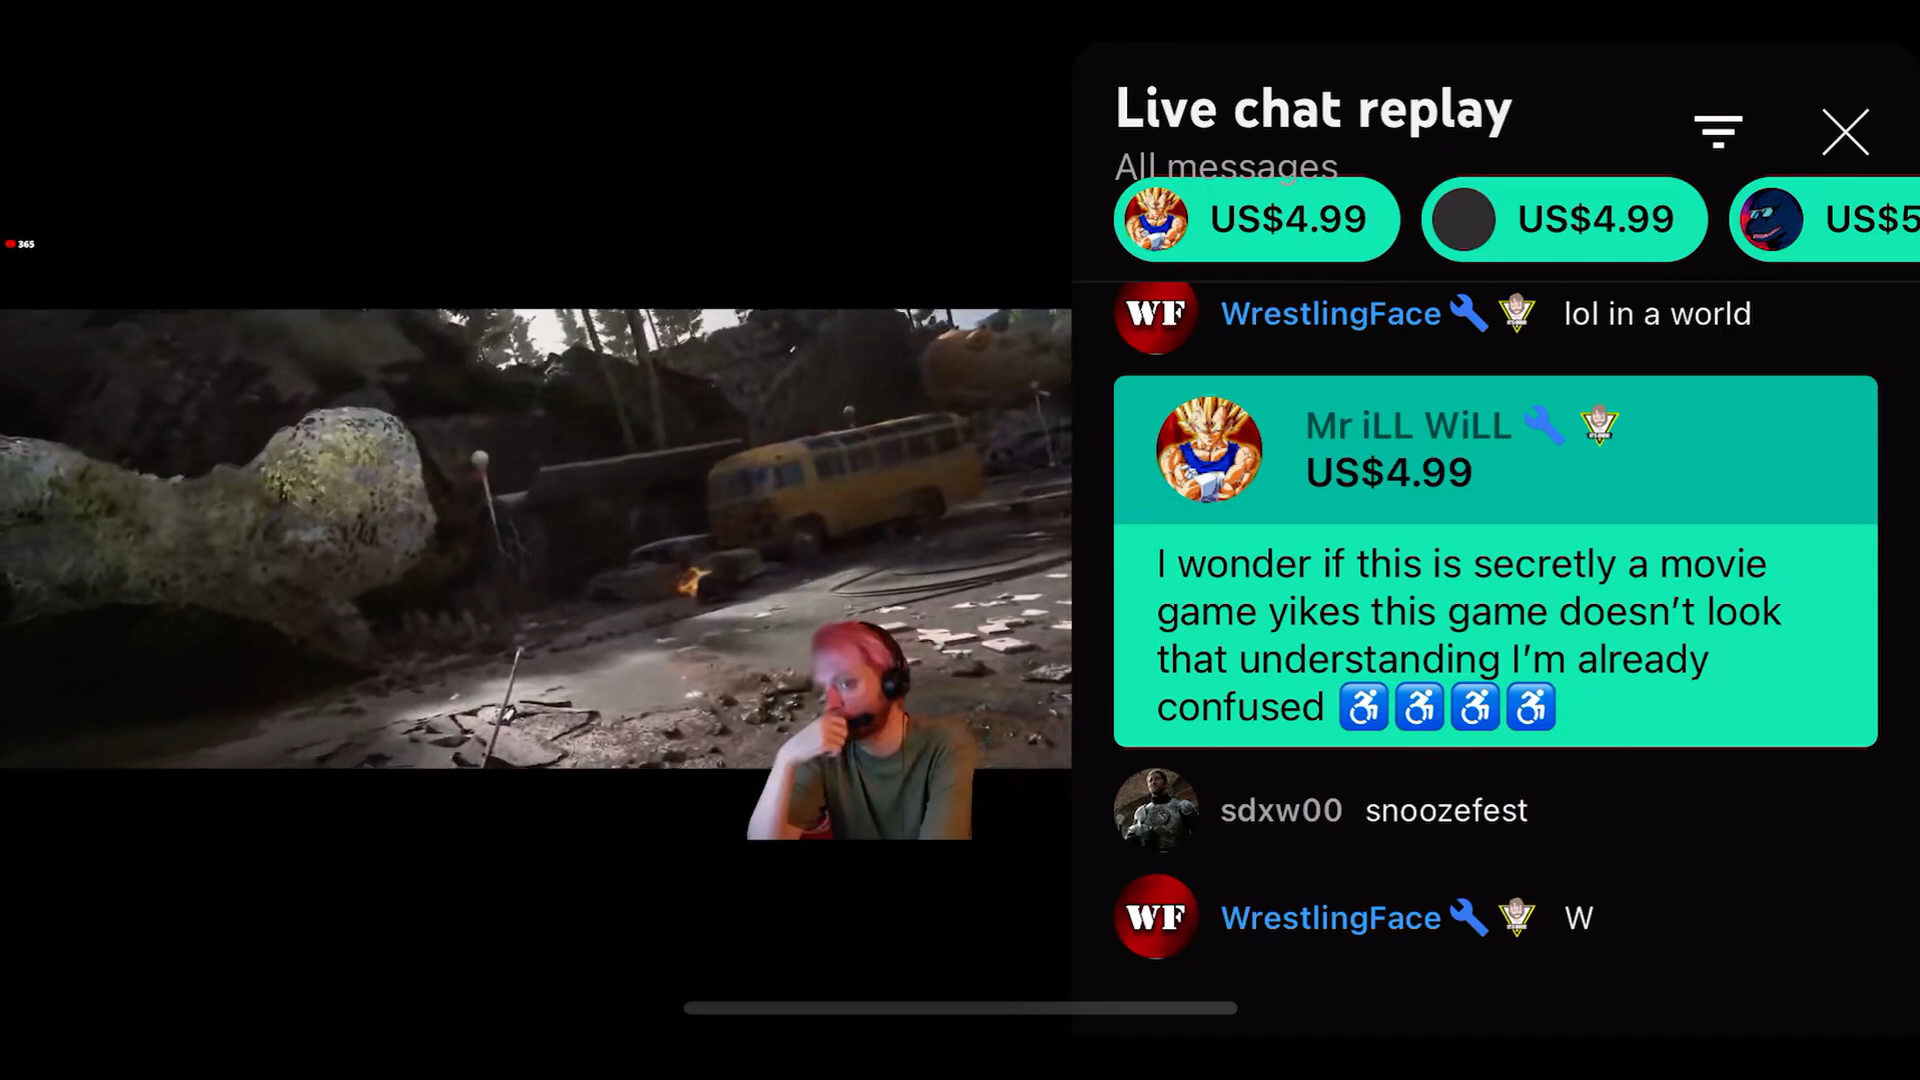 Live chat replay
All messages
US$4.99
US$4.99
US$5
365
WF WrestlingFace lol in a world
Mr iLL WiLL
US$4.99
I wonder if this is secretly a movie
game yikes this game doesn’t look
that understanding I’m already
confused ♿♿♿♿
sdxw00 snoozefest
WF WrestlingFace W